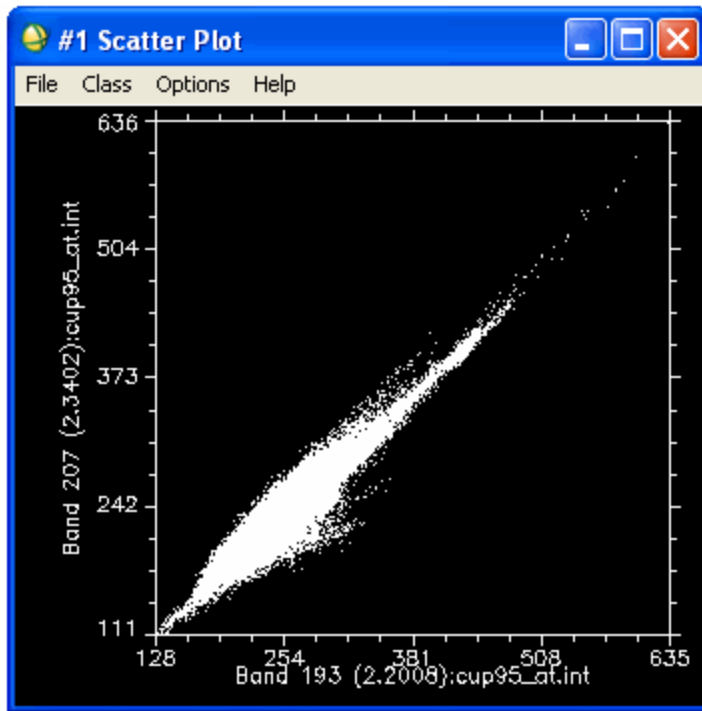 #1 Scatter Plot
File Class Options Help
636
504
373
242
111
Band 207 (2.3402):cup95_at.int
128 254 381 508 635
Band 193 (2.2008):cup95_at.int